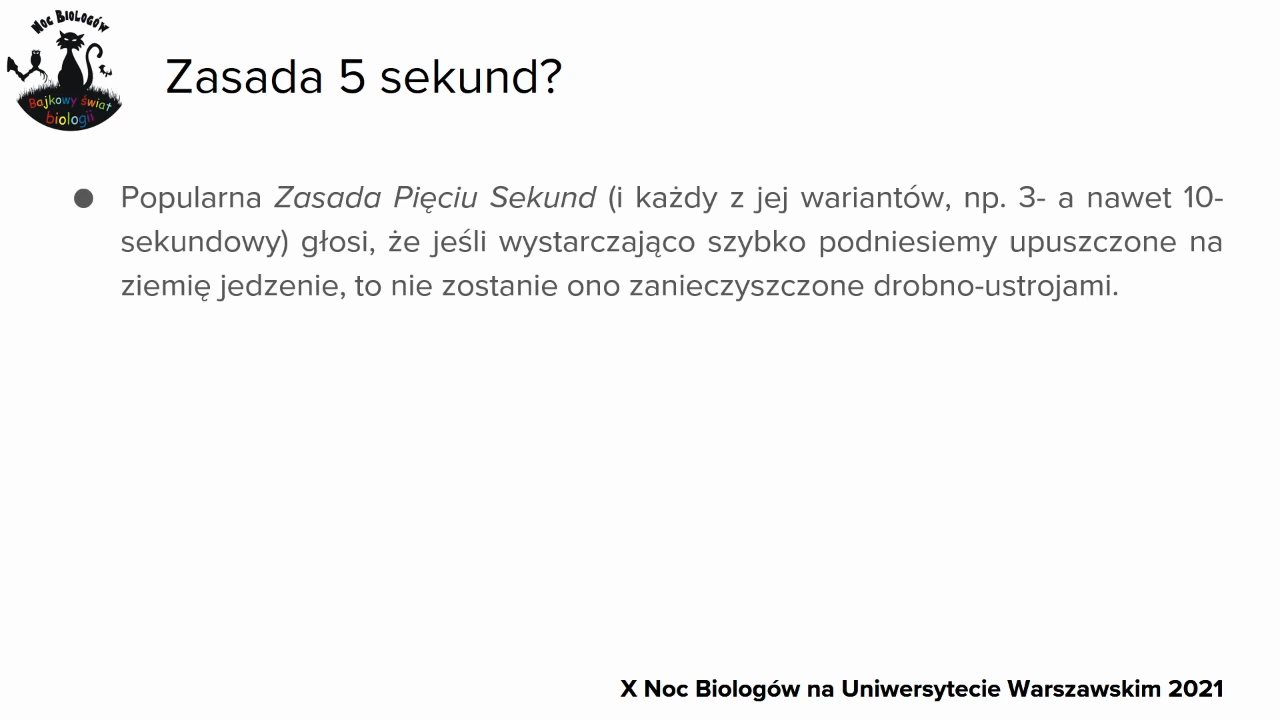 Noc Biologów
Bajkowy świat
biologii
Zasada 5 sekund?
● Popularna Zasada Pięciu Sekund (i każdy z jej wariantów, np. 3- a nawet 10-
sekundowy) głosi, że jeśli wystarczająco szybko podniesiemy upuszczone na
ziemię jedzenie, to nie zostanie ono zanieczyszczone drobno-ustrojami.
X Noc Biologów na Uniwersytecie Warszawskim 2021